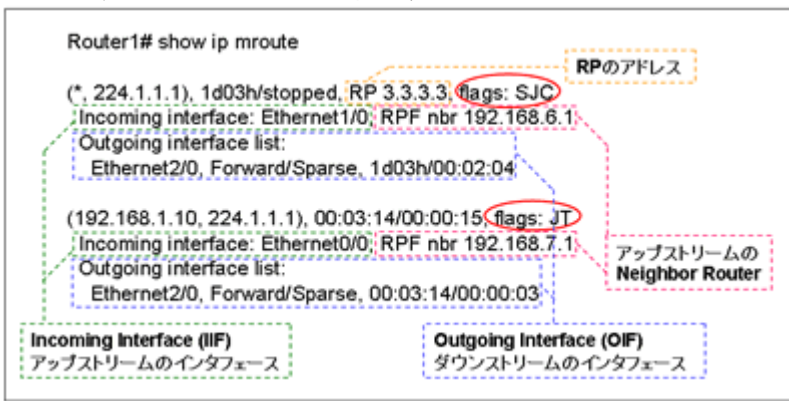 Router1# show ip mroute
RPのアドレス
(*, 224.1.1.1), 1d03h/stopped, RP 3.3.3.3, flags: SJC
Incoming interface: Ethernet1/0, RPF nbr 192.168.6.1
Outgoing interface list:
Ethernet2/0, Forward/Sparse, 1d03h/00:02:04
(192.168.1.10, 224.1.1.1), 00:03:14/00:00:15, flags: JT
Incoming interface: Ethernet0/0, RPF nbr 192.168.7.1
Outgoing interface list:
Ethernet2/0, Forward/Sparse, 00:03:14/00:00:03
アップストリームの
Neighbor Router
Incoming Interface (IIF)
アップストリームのインタフェース
Outgoing Interface (OIF)
ダウンストリームのインタフェース